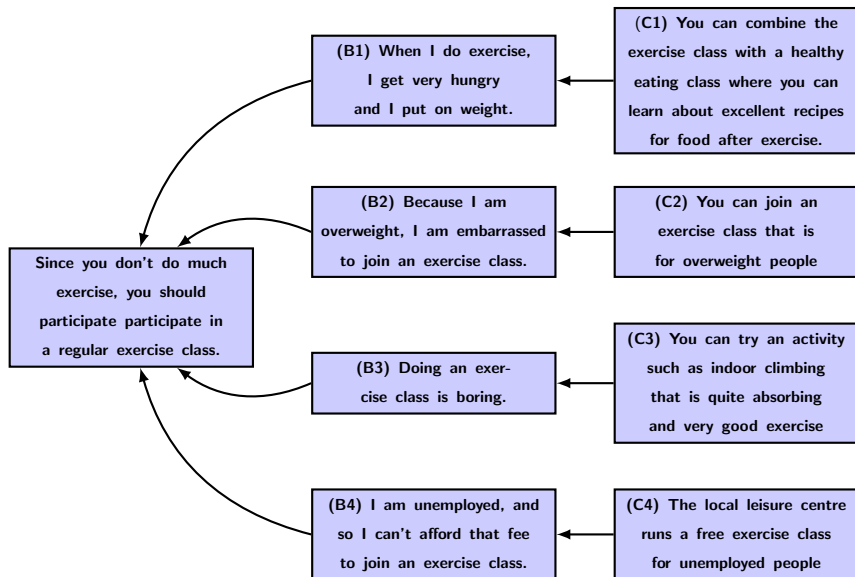 (B1) When I do exercise,
I get very hungry
and I put on weight.
(C1) You can combine the
exercise class with a healthy
eating class where you can
learn about excellent recipes
for food after exercise.
(B2) Because I am
overweight, I am embarrassed
to join an exercise class.
(C2) You can join an
exercise class that is
for overweight people
Since you don't do much
exercise, you should
participate participate in
a regular exercise class.
(B3) Doing an exer-
cise class is boring.
(C3) You can try an activity
such as indoor climbing
that is quite absorbing
and very good exercise
(B4) I am unemployed, and
so I can't afford that fee
to join an exercise class.
(C4) The local leisure centre
runs a free exercise class
for unemployed people